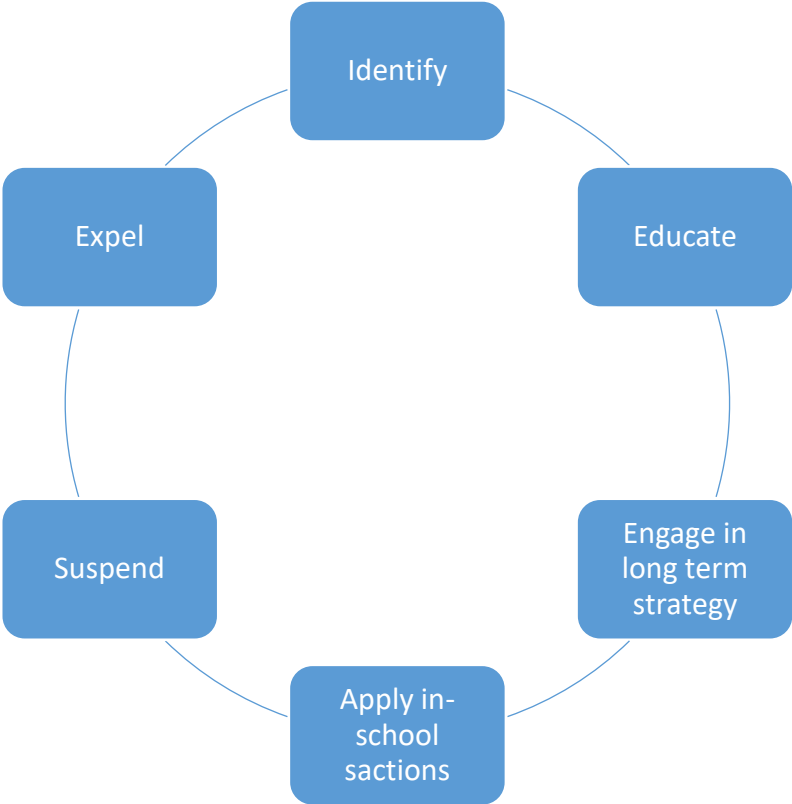 Identify
Educate
Engage in
long term
strategy
Apply in-
school
sactions
Suspend
Expel